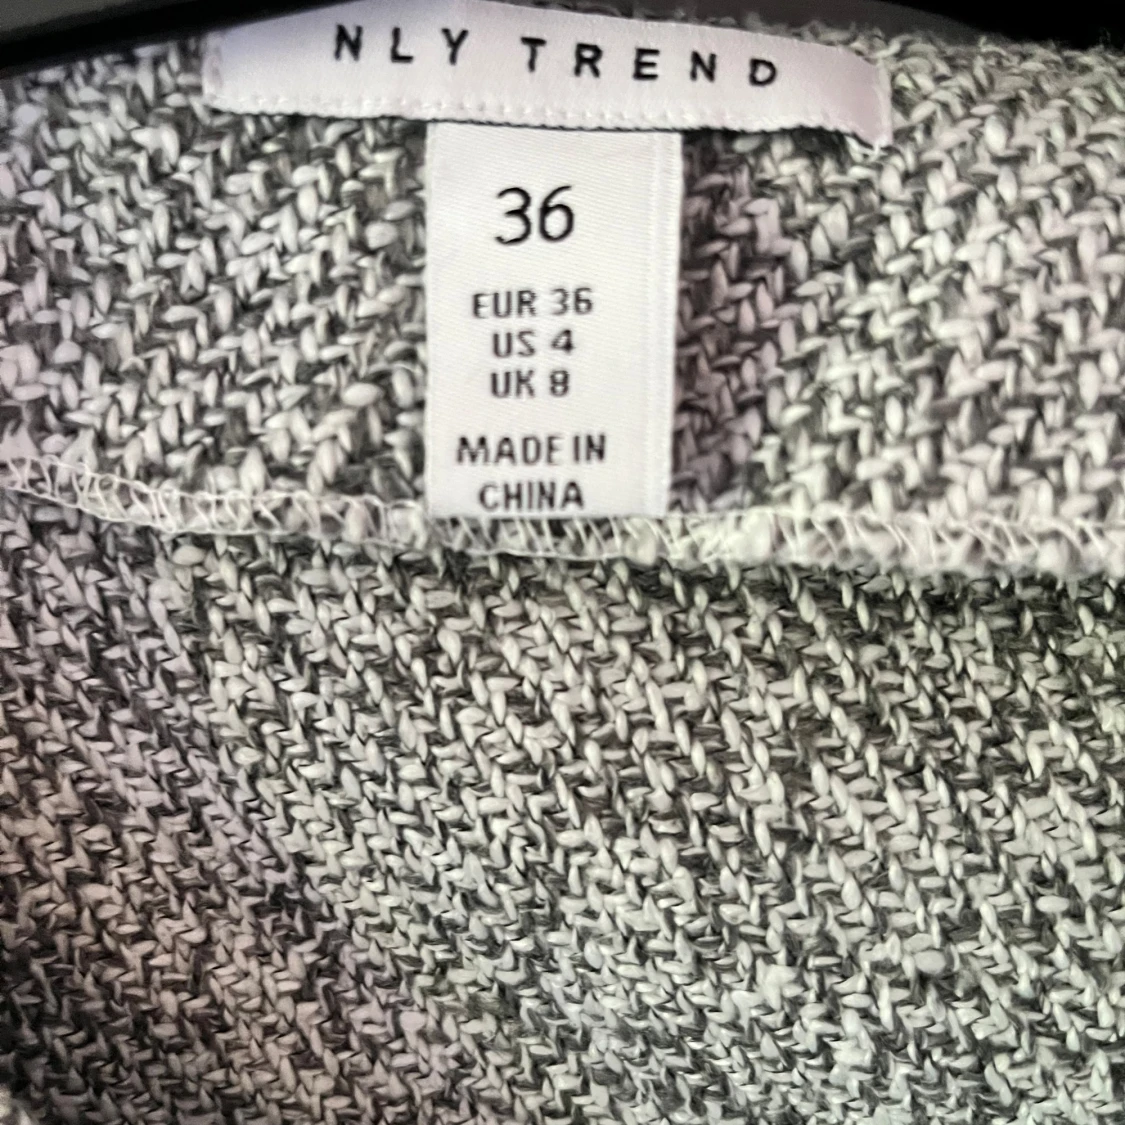 NLY TREND
36
EUR 36
US 4
UK 8
MADE IN
CHINA